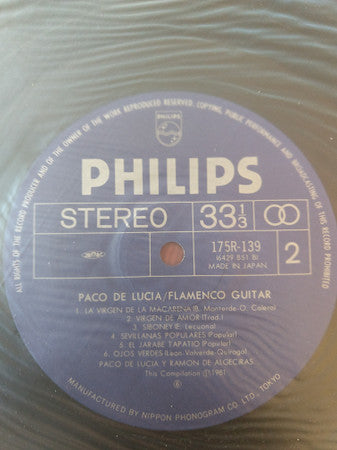 ALL RIGHTS OF THE RECORD PRODUCER AND OF THE OWNER OF THE WORK REPRODUCED RESERVED. COPYING, PUBLIC PERFORMANCE AND BROADCASTING OF THIS RECORD PROHIBITED
PHILIPS
PHILIPS
STEREO 33 1/3
175R-139
(6429 851 B)
MADE IN JAPAN
2
PACO DE LUCIA/FLAMENCO GUITAR
1. LA VIRGEN DE LA MACARENA(B. Monterde-O. Calero)
2. VIRGEN DE AMOR(Trad.)
3. SIBONEY(E. Lecuona)
4. SEVILLANAS POPULARES(Popular)
5. EL JARABE TAPATIO(Popular)
6. OJOS VERDES(Leon-Valverde-Quiroga)
PACO DE LUCIA Y RAMON DE ALGECIRAS
This Compilation Ⓟ1981
MANUFACTURED BY NIPPON PHONOGRAM CO. LTD., TOKYO